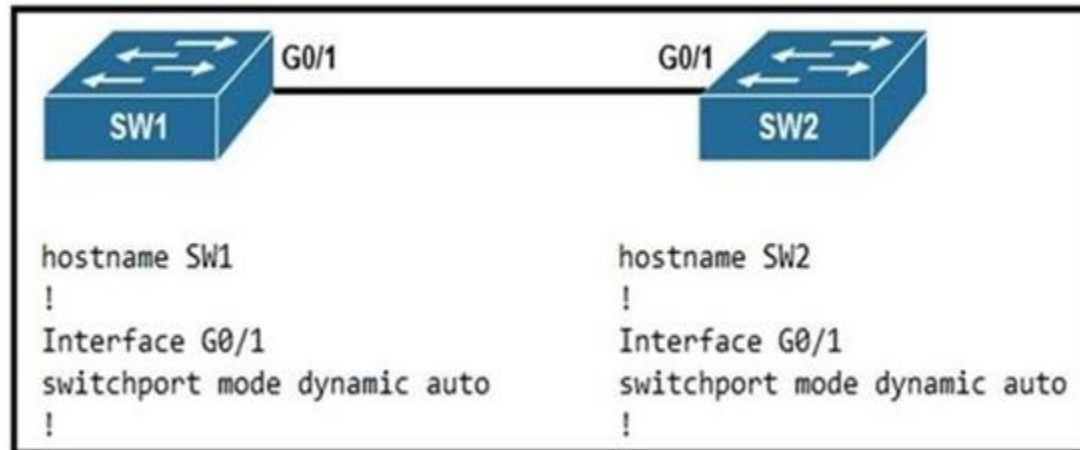 G0/1
G0/1
SW1
SW2
hostname SW1
!
Interface G0/1
switchport mode dynamic auto
!
hostname SW2
!
Interface G0/1
switchport mode dynamic auto
!